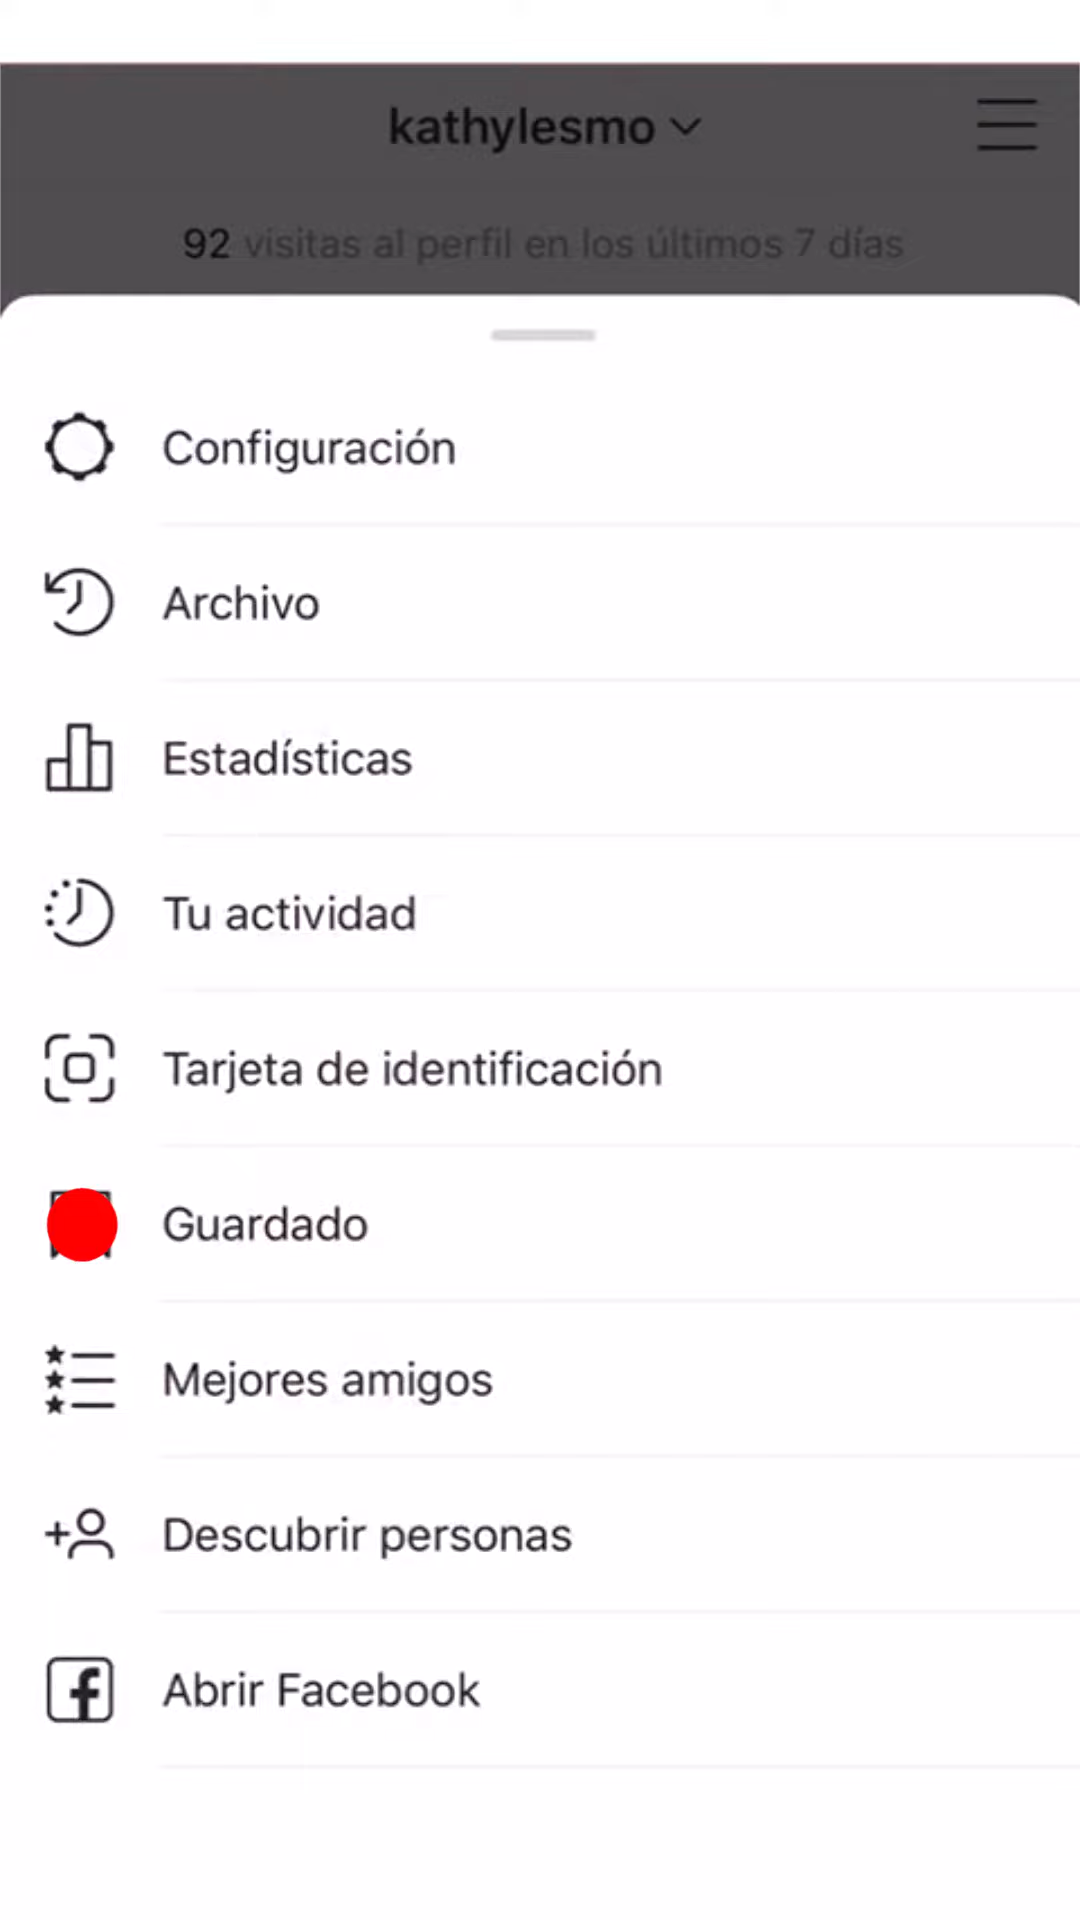 kathylesmo
92 visitas al perfil en los últimos 7 días
Configuración
Archivo
Estadísticas
Tu actividad
Tarjeta de identificación
Guardado
Mejores amigos
Descubrir personas
Abrir Facebook